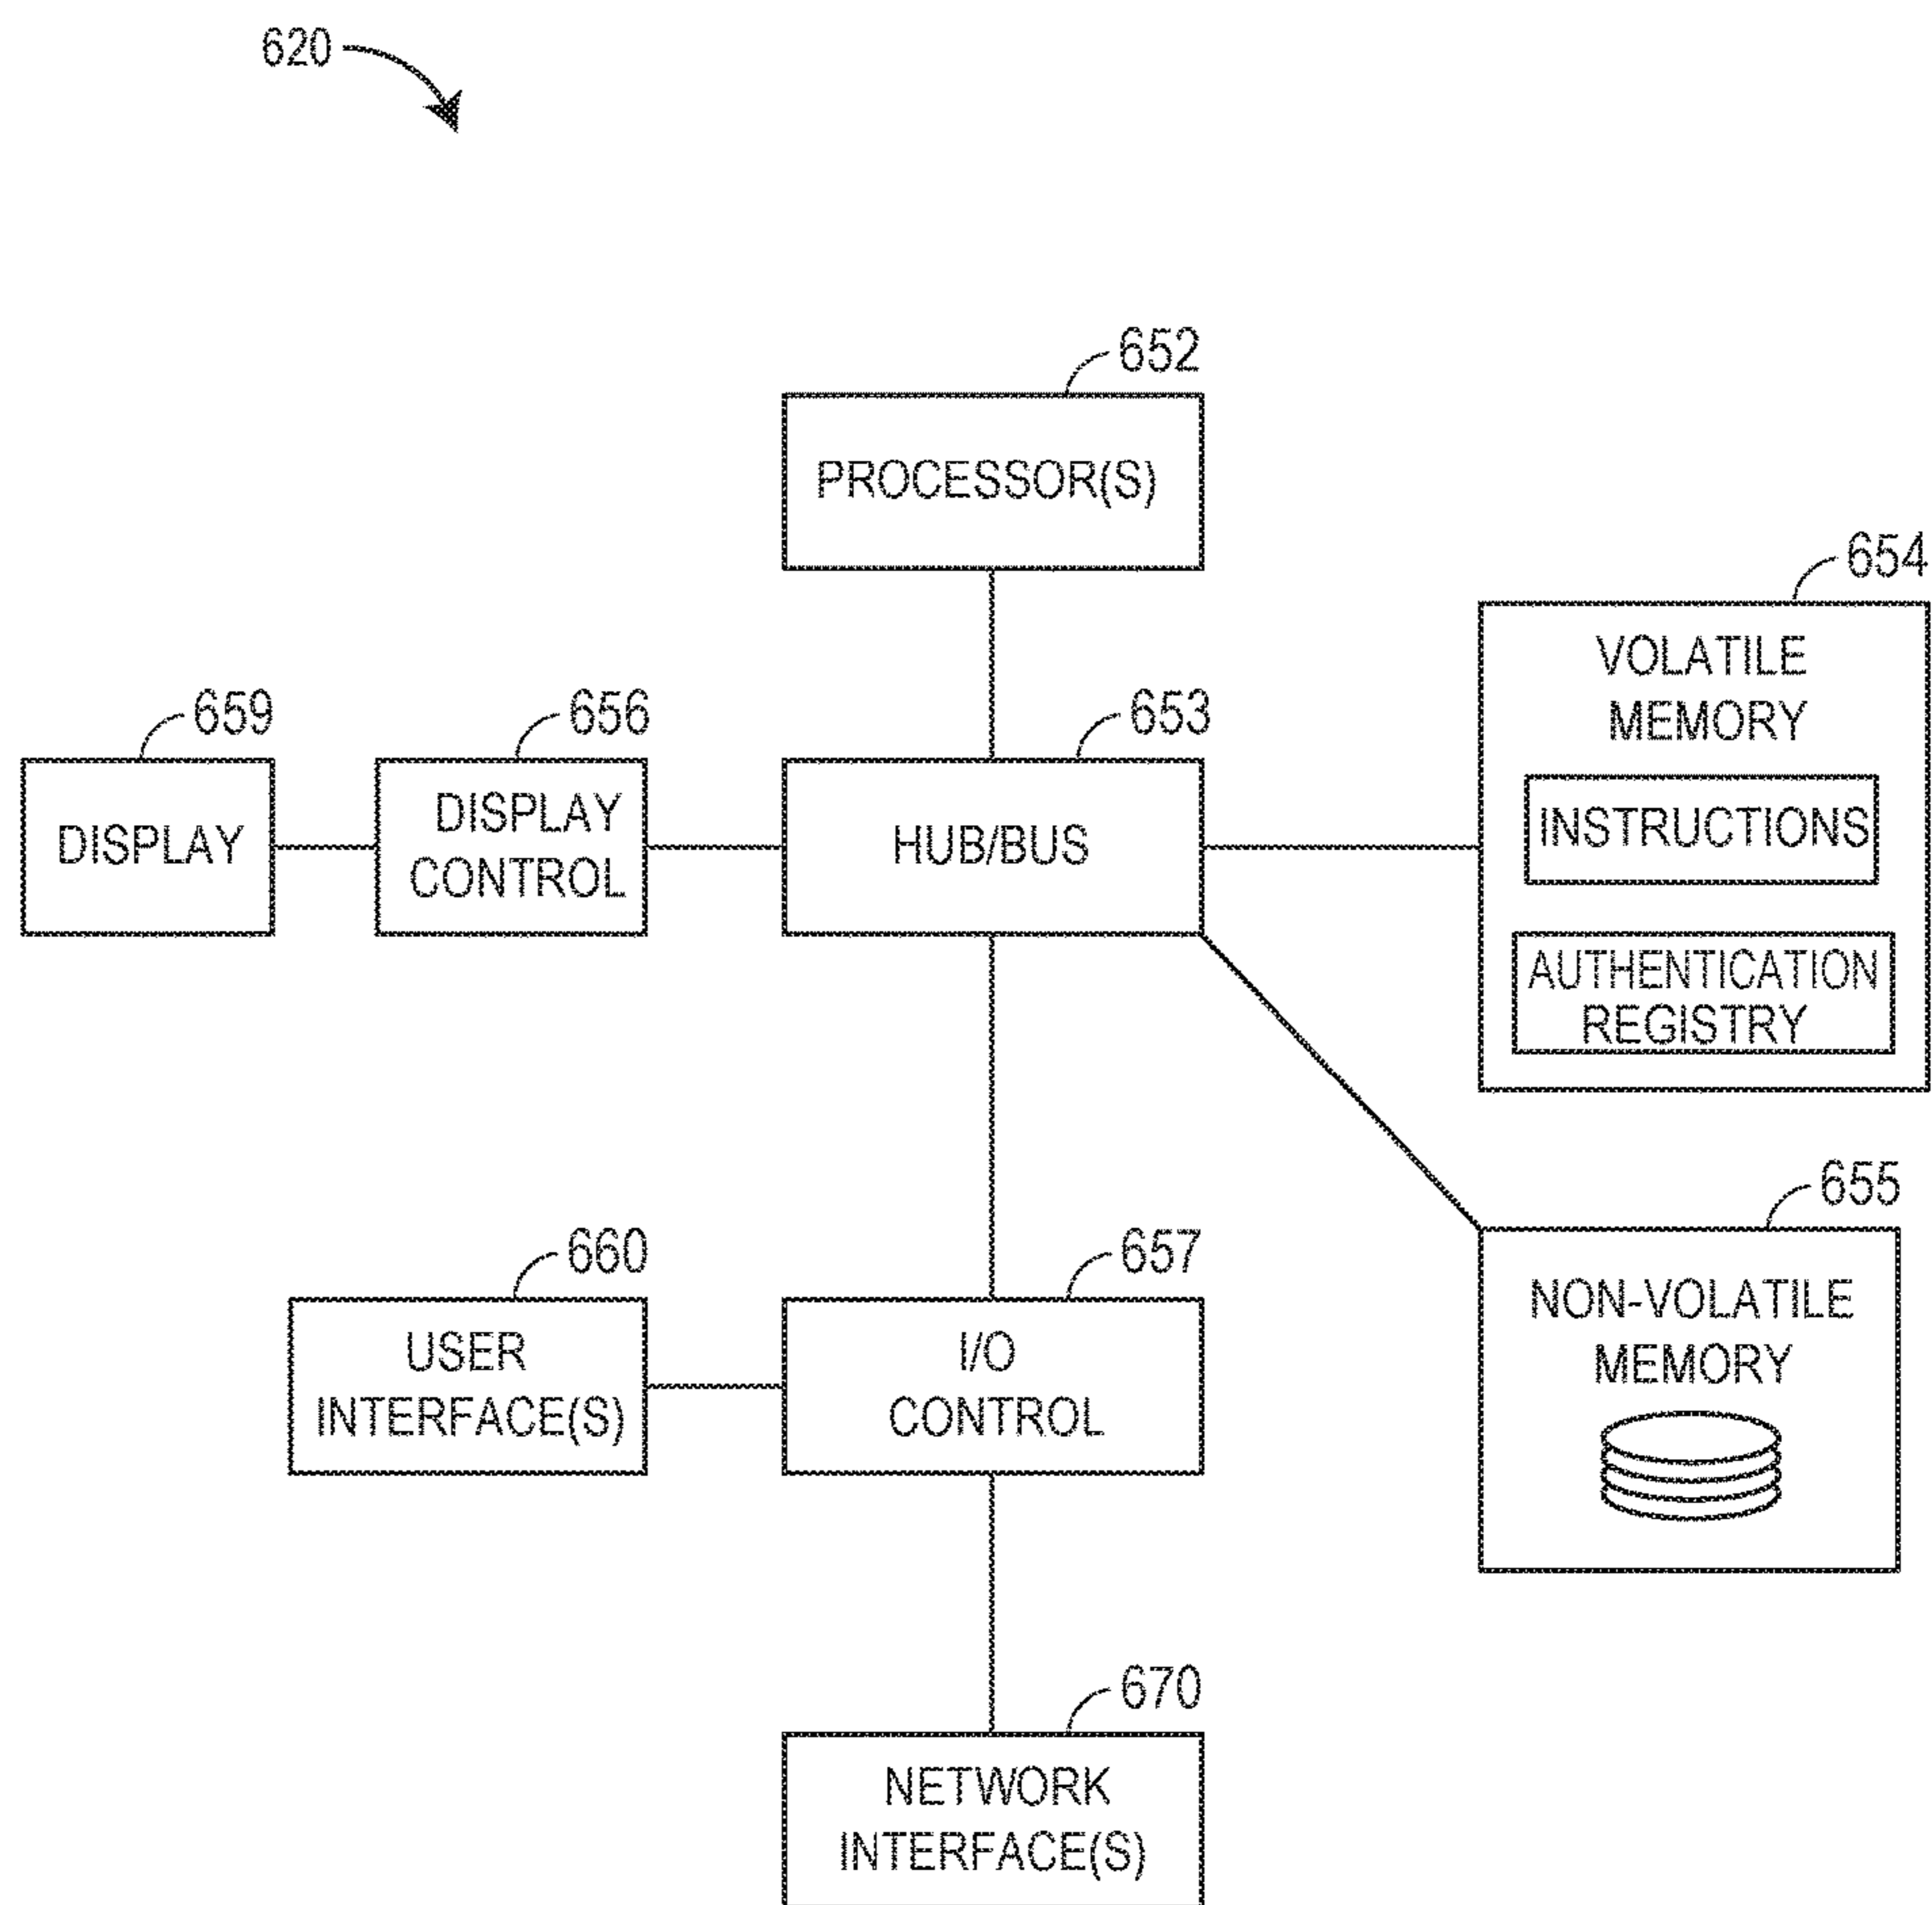 620
652
PROCESSOR(S)
654
VOLATILE
MEMORY
INSTRUCTIONS
AUTHENTICATION
REGISTRY
659
DISPLAY
656
DISPLAY
CONTROL
653
HUB/BUS
655
NON-VOLATILE
MEMORY
660
USER
INTERFACE(S)
657
I/O
CONTROL
670
NETWORK
INTERFACE(S)